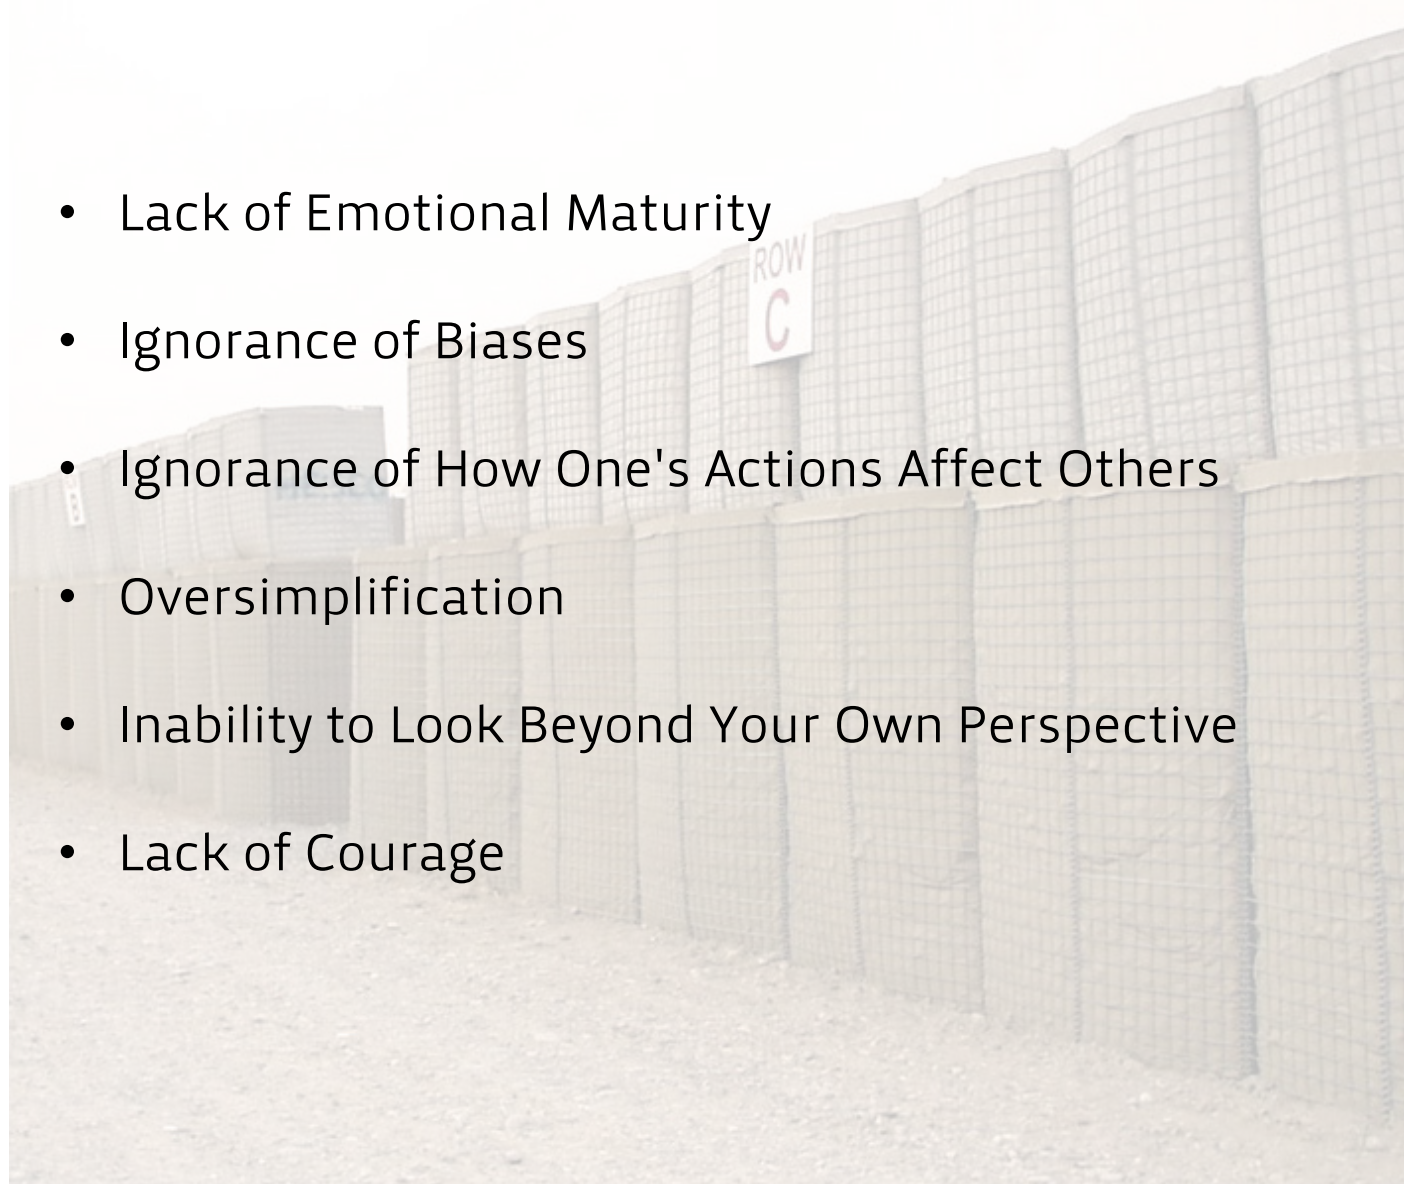 • Lack of Emotional Maturity
ROW
C
• Ignorance of Biases
• Ignorance of How One's Actions Affect Others
• Oversimplification
• Inability to Look Beyond Your Own Perspective
• Lack of Courage